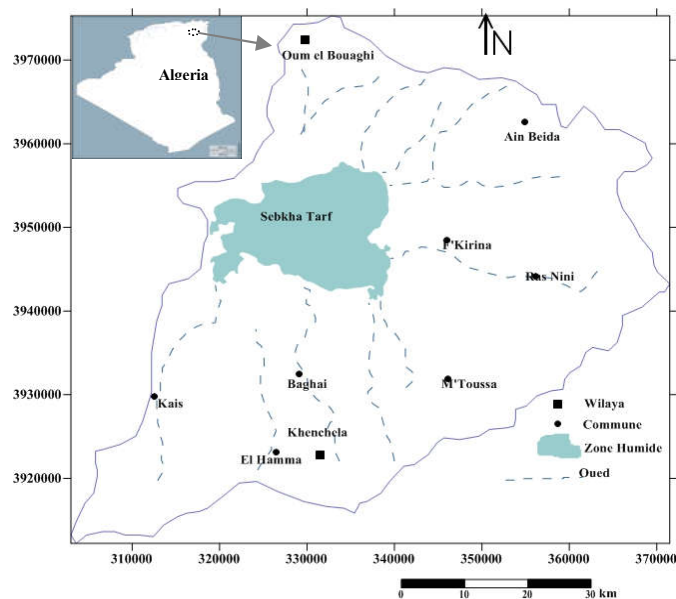 N
3970000
Oum el Bouaghi
Algeria
Ain Beida
3960000
Sebkha Tarf
3950000
F'Kirina
Ras Nini
3940000
Baghai
M'Toussa
3930000
Kais
Wilaya
Commune
Khenchela
Zone Humide
El Hamma
Oued
3920000
310000 320000 330000 340000 350000 360000 370000
0 10 20 30 km